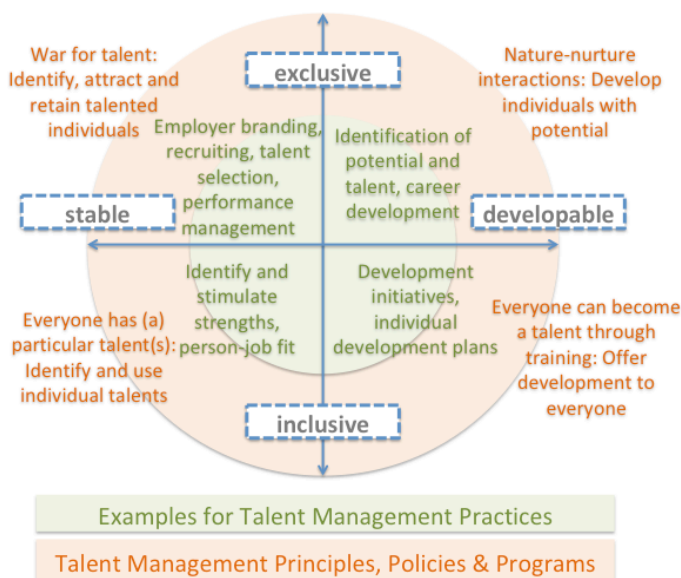 War for talent:
Identify, attract and
retain talented
individuals
exclusive
Nature-nurture
interactions: Develop
individuals with
potential
Employer branding,
recruiting, talent
selection,
performance
management
Identification of
potential and
talent, career
development
stable
developable
Everyone has (a)
particular talent(s):
Identify and use
individual talents
Identify and
stimulate
strengths,
person-job fit
Development
initiatives,
individual
development plans
Everyone can become
a talent through
training: Offer
development to
everyone
inclusive
Examples for Talent Management Practices
Talent Management Principles, Policies & Programs